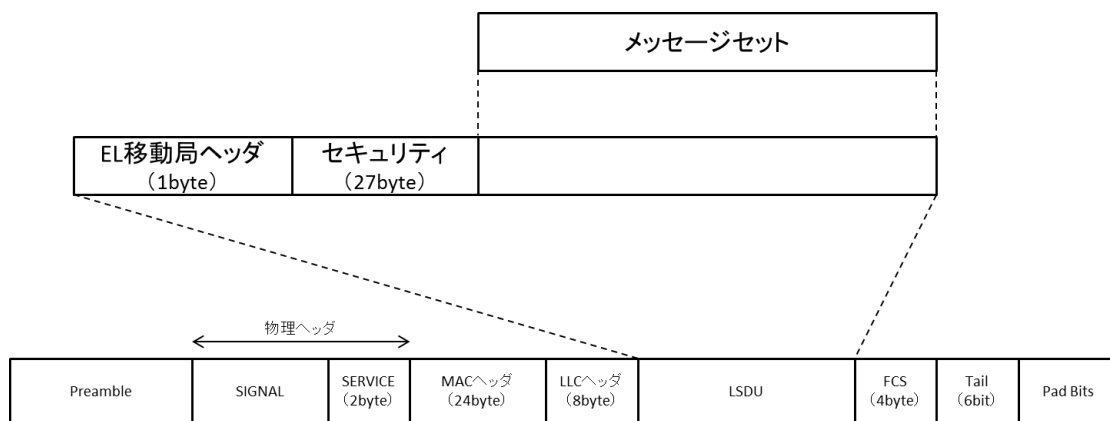 メッセージセット
EL移動局ヘッダ
（1byte）
セキュリティ
（27byte）
物理ヘッダ
Preamble
SIGNAL
SERVICE
（2byte）
MACヘッダ
（24byte）
LLCヘッダ
（8byte）
LSDU
FCS
（4byte）
Tail
（6bit）
Pad Bits